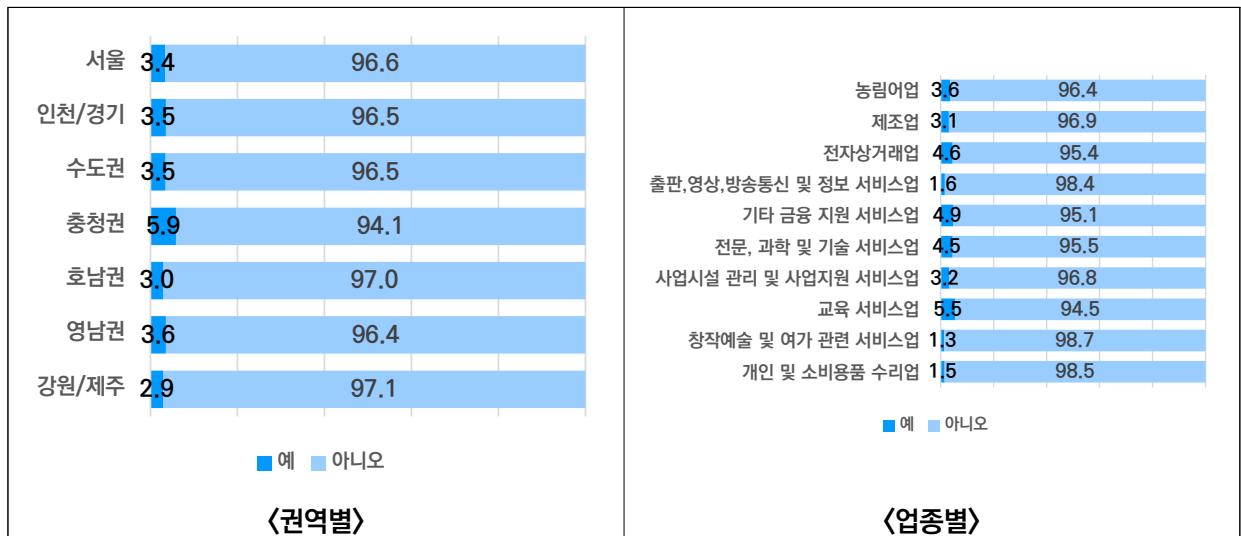 서울 3.4 96.6
인천/경기 3.5 96.5
수도권 3.5 96.5
충청권 5.9 94.1
호남권 3.0 97.0
영남권 3.6 96.4
강원/제주 2.9 97.1
예 아니오
〈권역별〉
농림어업 3.6 96.4
제조업 3.1 96.9
전자상거래업 4.6 95.4
출판,영상,방송통신 및 정보 서비스업 1.6 98.4
기타 금융 지원 서비스업 4.9 95.1
전문, 과학 및 기술 서비스업 4.5 95.5
사업시설 관리 및 사업지원 서비스업 3.2 96.8
교육 서비스업 5.5 94.5
창작예술 및 여가 관련 서비스업 1.3 98.7
개인 및 소비용품 수리업 1.5 98.5
예 아니오
〈업종별〉